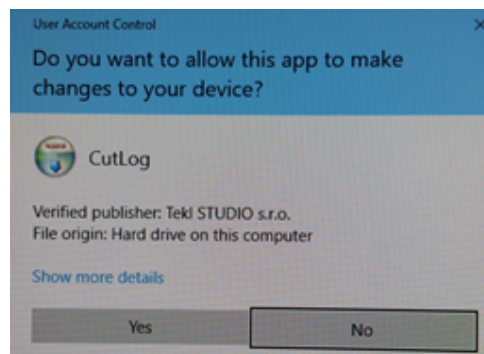 User Account Control
Do you want to allow this app to make
changes to your device?
CutLog
Verified publisher: Tekl STUDIO s.r.o.
File origin: Hard drive on this computer
Show more details
Yes
No